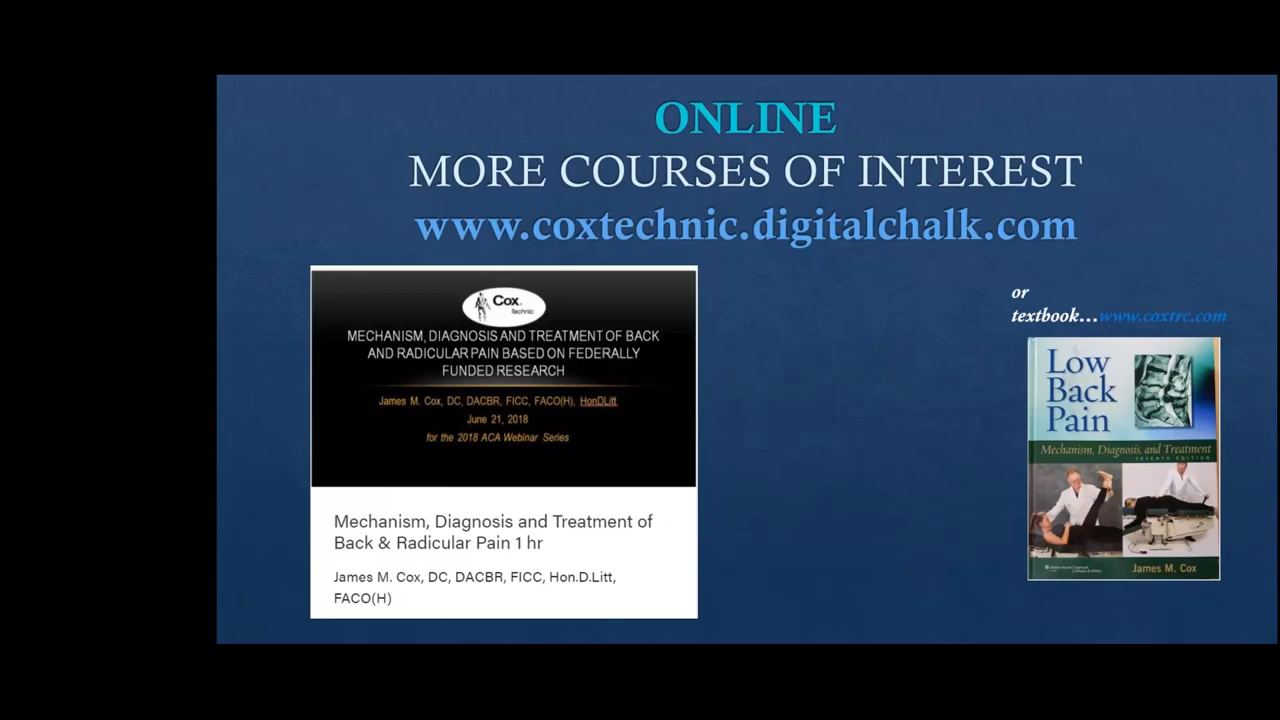 ONLINE
MORE COURSES OF INTEREST
www.coxtechnic.digitalchalk.com
Cox
Technic
MECHANISM, DIAGNOSIS AND TREATMENT OF BACK
AND RADICULAR PAIN BASED ON FEDERALLY
FUNDED RESEARCH
James M. Cox, DC, DACBR, FICC, FACO(H), HonDLitt
June 21, 2018
for the 2018 ACA Webinar Series
Mechanism, Diagnosis and Treatment of
Back & Radicular Pain 1 hr
James M. Cox, DC, DACBR, FICC, Hon.D.Litt,
FACO(H)
or
textbook...www.coxtrc.com
Low
Back
Pain
Mechanism, Diagnosis, and Treatment
SEVENTH EDITION
James M. Cox